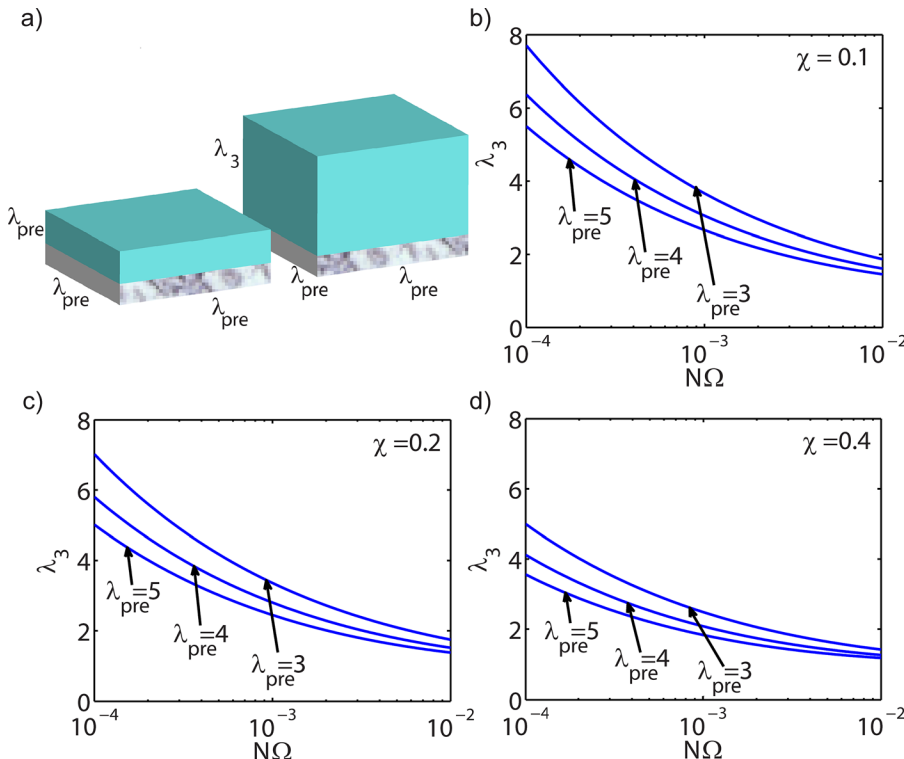 a)
λ3
λpre
λpre
λpre
λpre
λpre
b)
χ = 0.1
8
6
4
2
0
λ3
λpre=5
λpre=4
λpre=3
10−4
10−3
10−2
NΩ
c)
χ =0.2
8
6
4
2
0
λ3
λpre=5
λpre=4
λpre=3
10−4
10−3
10−2
NΩ
d)
χ =0.4
8
6
4
2
0
λ3
λpre=5
λpre=4
λpre=3
10−4
10−3
10−2
NΩ